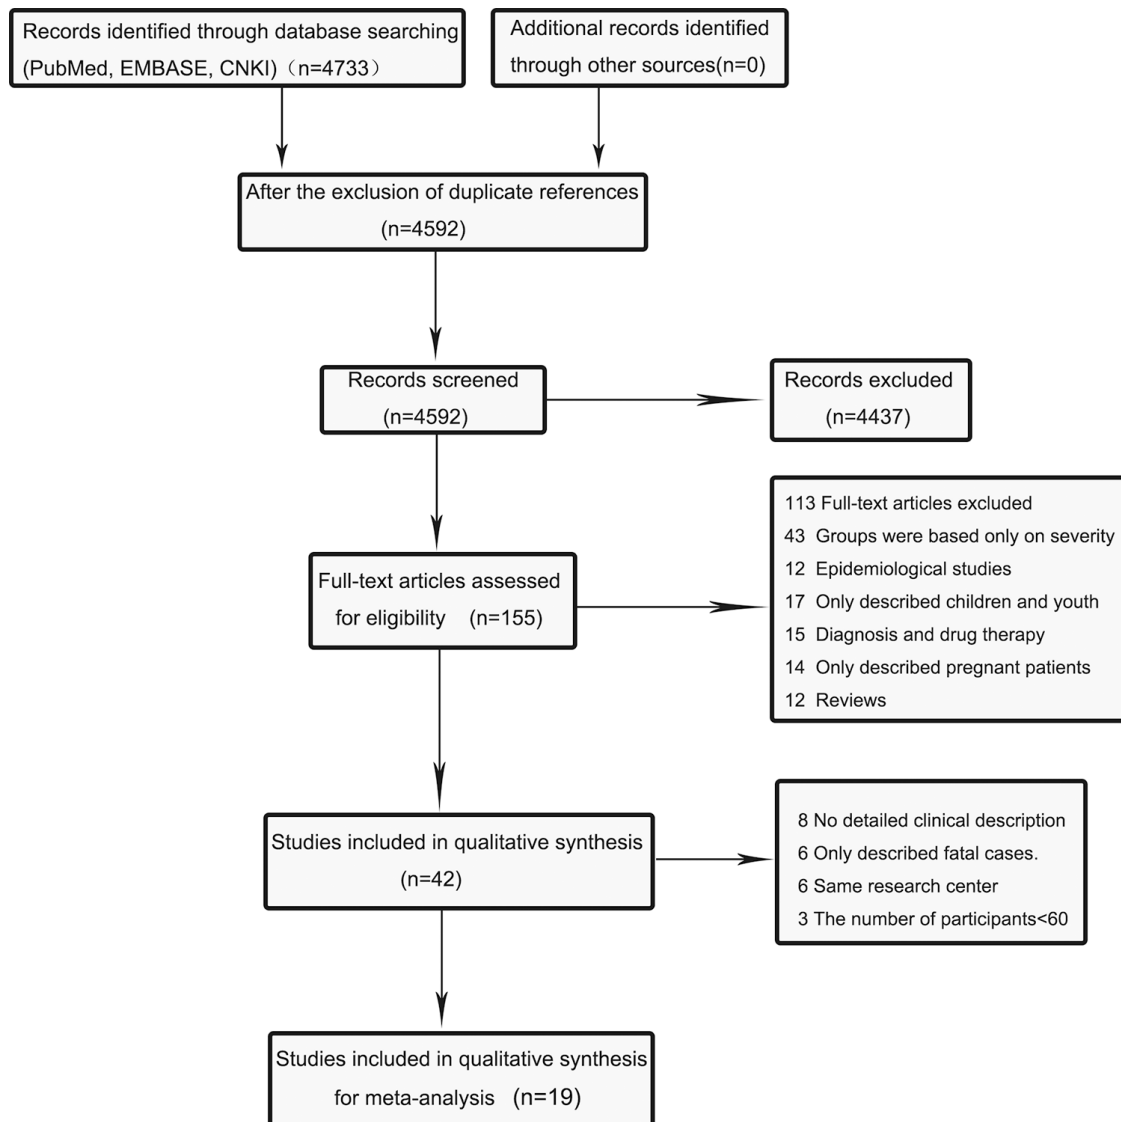 Records identified through database searching
(PubMed, EMBASE, CNKI)（n=4733）
Additional records identified
through other sources(n=0)
After the exclusion of duplicate references
(n=4592)
Records screened
(n=4592)
Records excluded
(n=4437)
Full-text articles assessed
for eligibility (n=155)
113 Full-text articles excluded
43 Groups were based only on severity
12 Epidemiological studies
17 Only described children and youth
15 Diagnosis and drug therapy
14 Only described pregnant patients
12 Reviews
Studies included in qualitative synthesis
(n=42)
8 No detailed clinical description
6 Only described fatal cases.
6 Same research center
3 The number of participants<60
Studies included in qualitative synthesis
for meta-analysis (n=19)